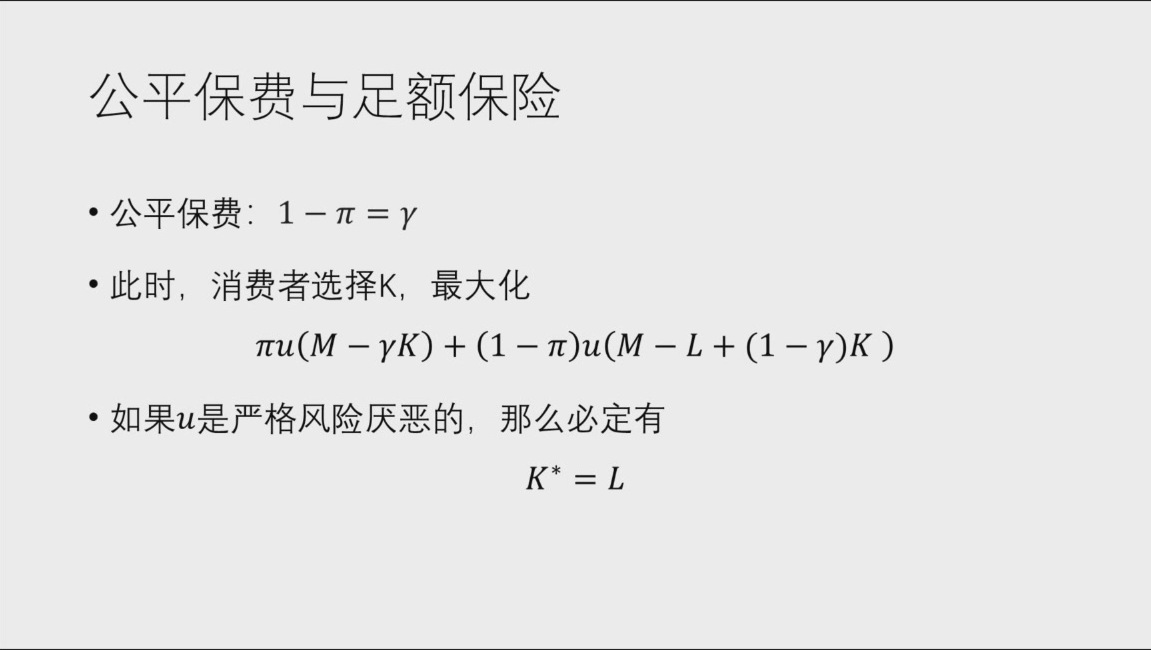 公平保费与足额保险
• 公平保费：1 − π = γ
• 此时，消费者选择K，最大化
πu(M − γK) + (1 − π)u(M − L + (1 − γ)K )
• 如果u是严格风险厌恶的，那么必定有
K* = L